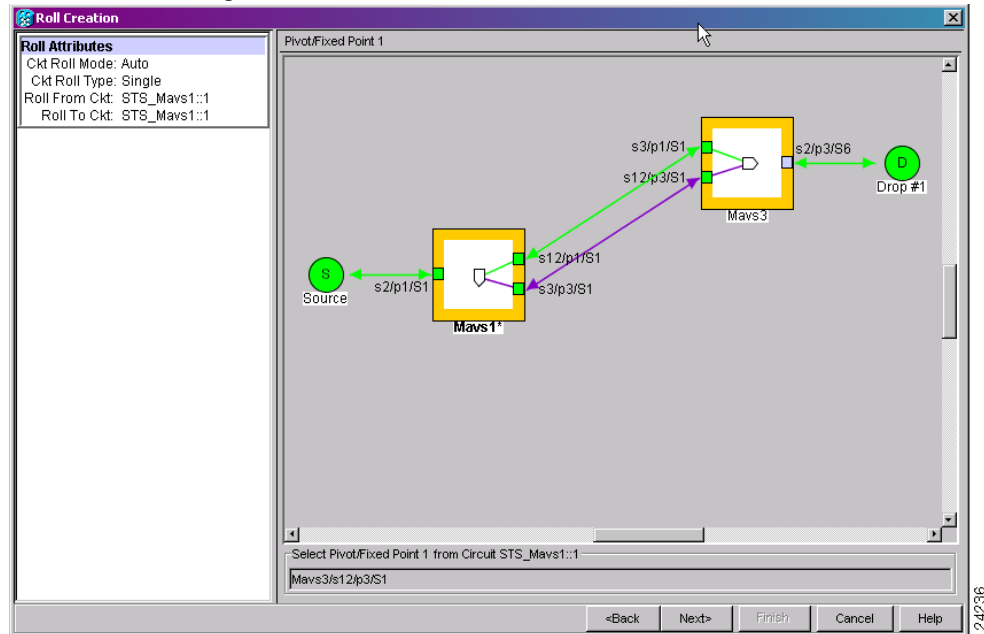 Roll Creation
Roll Attributes
Ckt Roll Mode: Auto
Ckt Roll Type: Single
Roll From Ckt: STS_Mavs1::1
Roll To Ckt: STS_Mavs1::1
Pivot/Fixed Point 1
s3/p1/S1
s2/p3/S6
D
s12/p3/S1
Drop #1
Mavs3
s12/p1/S1
S
s2/p1/S1
s3/p3/S1
Source
Mavs1*
Select Pivot/Fixed Point 1 from Circuit STS_Mavs1::1
Mavs3/s12/p3/S1
«Back
Next»
Finish
Cancel
Help
24236